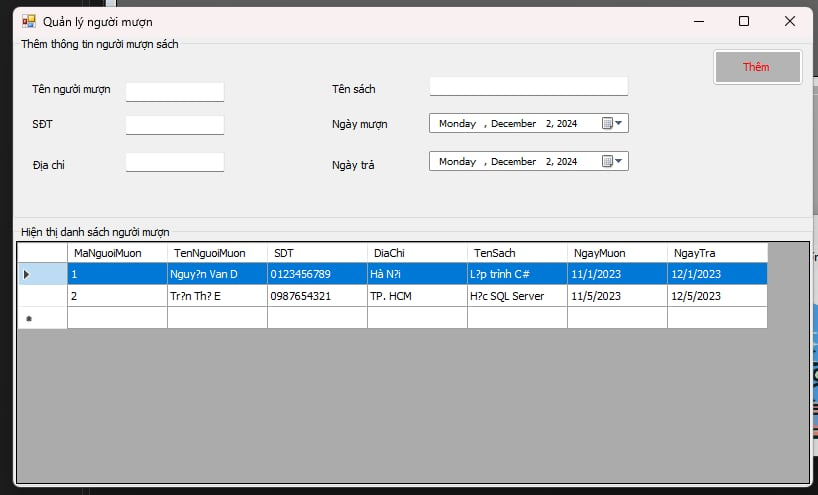 Quản lý người mượn
Thêm thông tin người mượn sách
Thêm
Tên người mượn
Tên sách
SĐT
Ngày mượn
Monday , December 2, 2024
Địa chỉ
Ngày trả
Monday , December 2, 2024
Hiện thị danh sách người mượn
MaNguoiMuon TenNguoiMuon SDT DiaChi TenSach NgayMuon NgayTra
1 Nguy?n Van D 0123456789 Hà N?i L?p trình C# 11/1/2023 12/1/2023
2 Tr?n Th? E 0987654321 TP. HCM H?c SQL Server 11/5/2023 12/5/2023